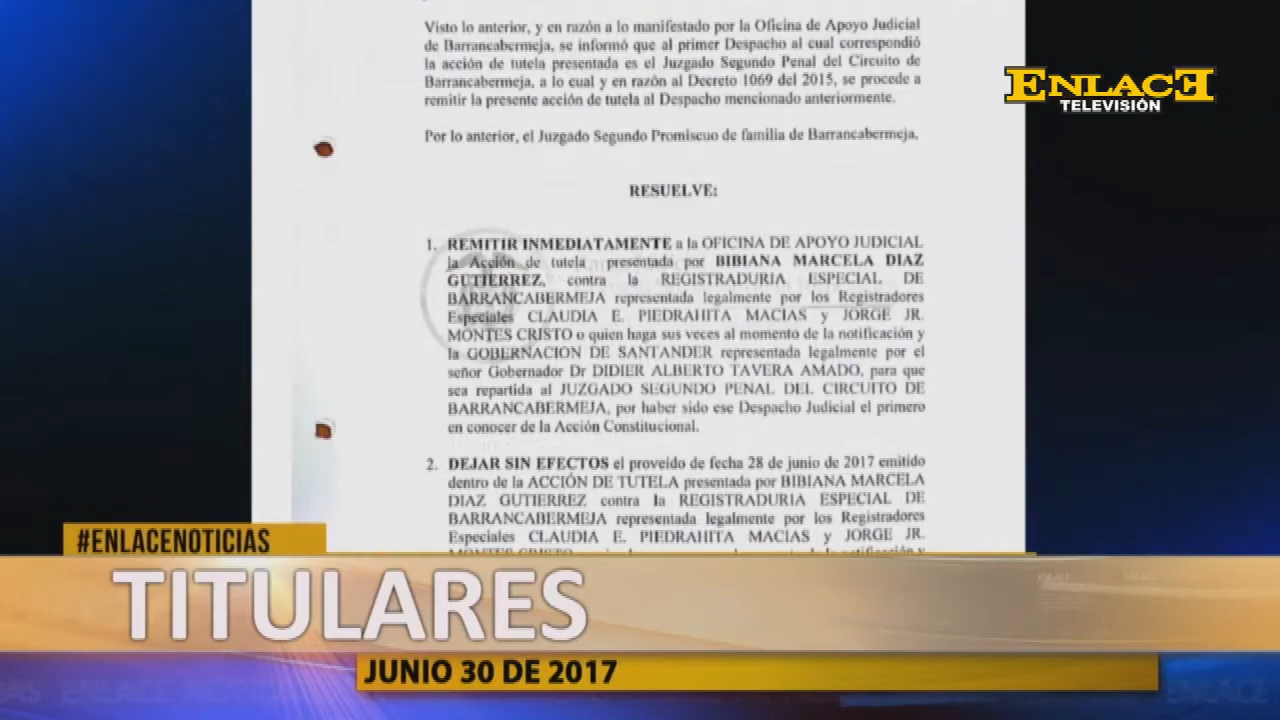 Visto lo anterior, y en razón a lo manifestado por la Oficina de Apoyo Judicial
de Barrancabermeja, se informó que al primer Despacho al cual correspondió
la acción de tutela presentada es el Juzgado Segundo Penal del Circuito de
Barrancabermeja, a lo cual y en razón al Decreto 1069 del 2015, se procede a
remitir la presente acción de tutela al Despacho mencionado anteriormente.
Por lo anterior, el Juzgado Segundo Promiscuo de familia de Barrancabermeja,
RESUELVE:
1. REMITIR INMEDIATAMENTE a la OFICINA DE APOYO JUDICIAL
la Acción de tutela presentada por BIBIANA MARCELA DIAZ
GUTIERREZ, contra la REGISTRADURIA ESPECIAL DE
BARRANCABERMEJA representada legalmente por los Registradores
Especiales CLAUDIA E. PIEDRAHITA MACIAS y JORGE JR.
MONTES CRISTO o quien haga sus veces al momento de la notificación y
la GOBERNACION DE SANTANDER representada legalmente por el
señor Gobernador Dr DIDIER ALBERTO TAVERA AMADO, para que
sea repartida al JUZGADO SEGUNDO PENAL DEL CIRCUITO DE
BARRANCABERMEJA, por haber sido ese Despacho Judicial el primero
en conocer de la Acción Constitucional.
2. DEJAR SIN EFECTOS el proveído de fecha 28 de junio de 2017 emitido
dentro de la ACCIÓN DE TUTELA presentada por BIBIANA MARCELA
DIAZ GUTIERREZ contra la REGISTRADURIA ESPECIAL DE
BARRANCABERMEJA representada legalmente por los Registradores
Especiales CLAUDIA E. PIEDRAHITA MACIAS y JORGE JR.
ENLACE
TELEVISIÓN
#ENLACENOTICIAS
TITULARES
JUNIO 30 DE 2017